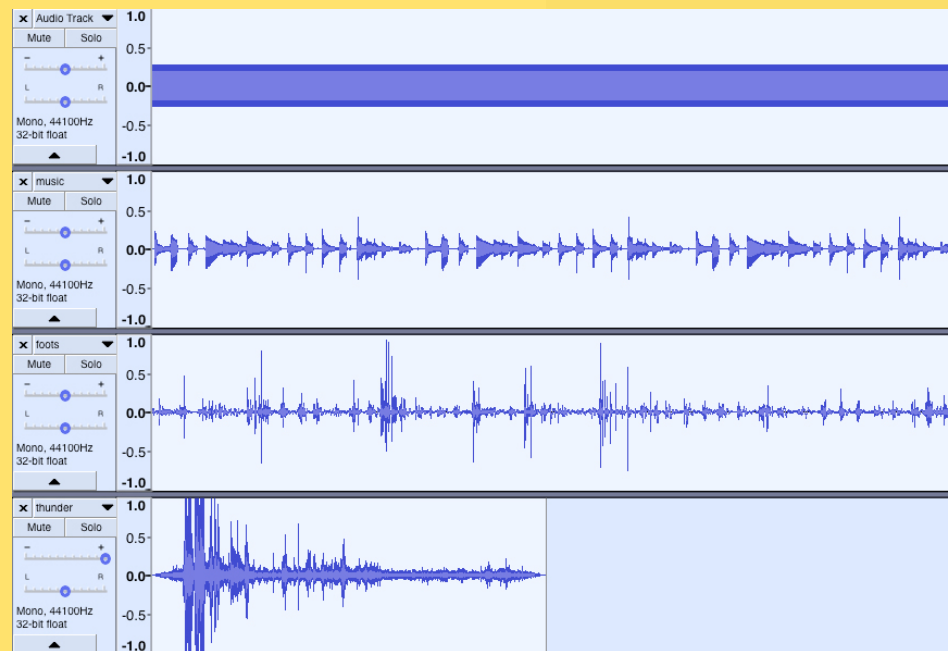 x Audio Track
Mute Solo
- +
L R
Mono, 44100Hz
32-bit float
1.0
0.5-
0.0-
-0.5-
-1.0
x music
Mute Solo
- +
L R
Mono, 44100Hz
32-bit float
1.0
0.5-
0.0-
-0.5-
-1.0
x foots
Mute Solo
- +
L R
Mono, 44100Hz
32-bit float
1.0
0.5-
0.0-
-0.5-
-1.0
x thunder
Mute Solo
- +
L R
Mono, 44100Hz
32-bit float
1.0
0.5-
0.0-
-0.5-
-1.0